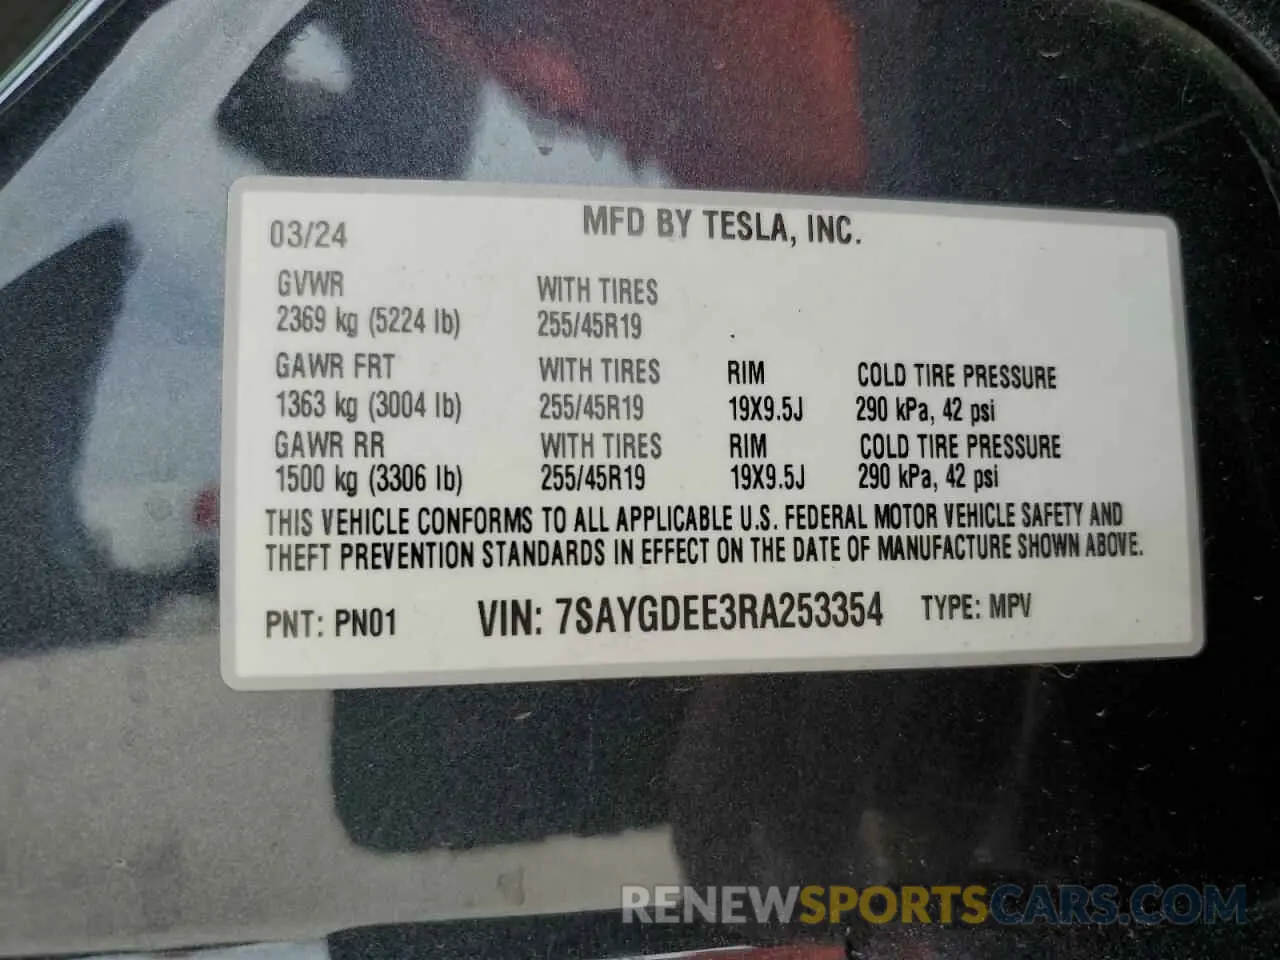 03/24 MFD BY TESLA, INC.
GVWR WITH TIRES
2369 kg (5224 lb) 255/45R19
GAWR FRT WITH TIRES RIM COLD TIRE PRESSURE
1363 kg (3004 lb) 255/45R19 19X9.5J 290 kPa, 42 psi
GAWR RR WITH TIRES RIM COLD TIRE PRESSURE
1500 kg (3306 lb) 255/45R19 19X9.5J 290 kPa, 42 psi
THIS VEHICLE CONFORMS TO ALL APPLICABLE U.S. FEDERAL MOTOR VEHICLE SAFETY AND
THEFT PREVENTION STANDARDS IN EFFECT ON THE DATE OF MANUFACTURE SHOWN ABOVE.
PNT: PN01 VIN: 7SAYGDEE3RA253354 TYPE: MPV
RENEWSPORTSCARS.COM